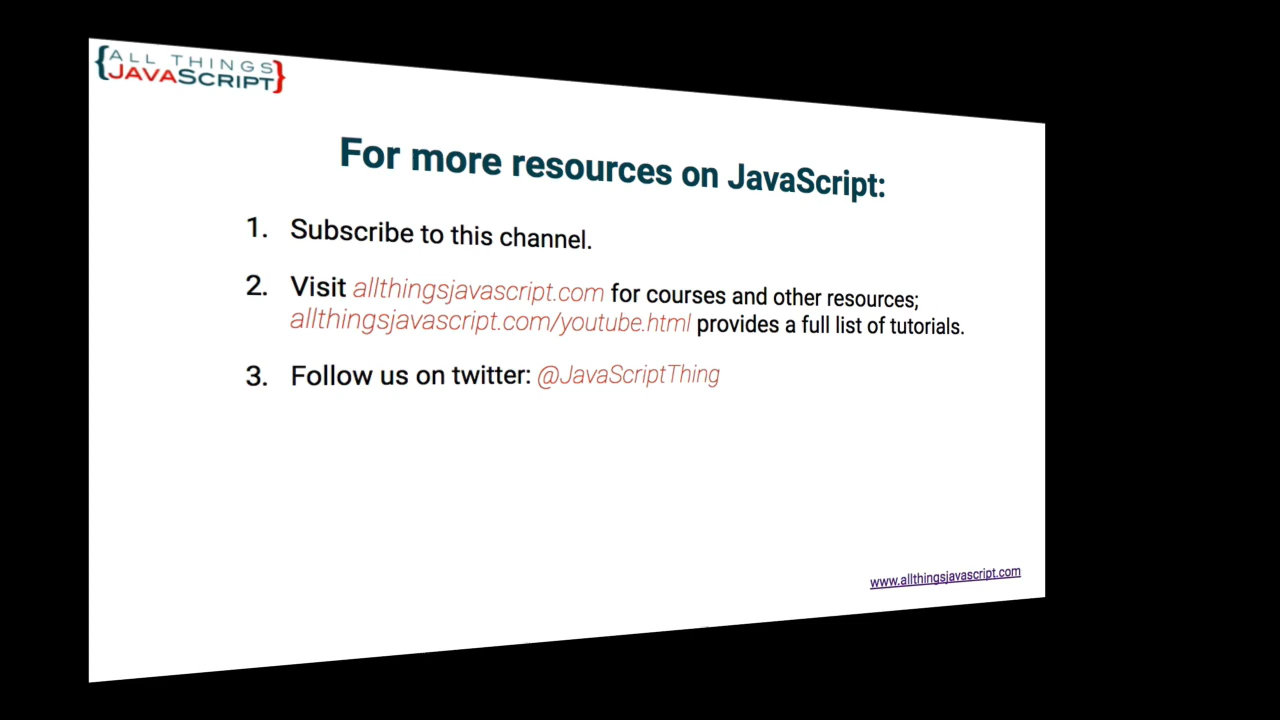 {ALL THINGS
JAVASCRIPT}
For more resources on JavaScript:
1. Subscribe to this channel.
2. Visit allthingsjavascript.com for courses and other resources;
allthingsjavascript.com/youtube.html provides a full list of tutorials.
3. Follow us on twitter: @JavaScriptThing
www.allthingsjavascript.com